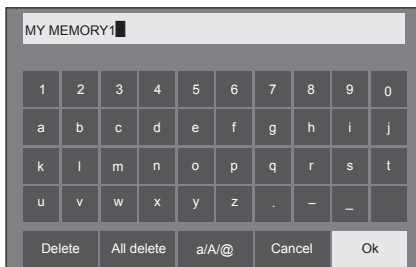 MY MEMORY1
1 2 3 4 5 6 7 8 9 0
a b c d e f g h i j
k l m n o p q r s t
u v w x y z . – _
Delete All delete a/A/@ Cancel Ok